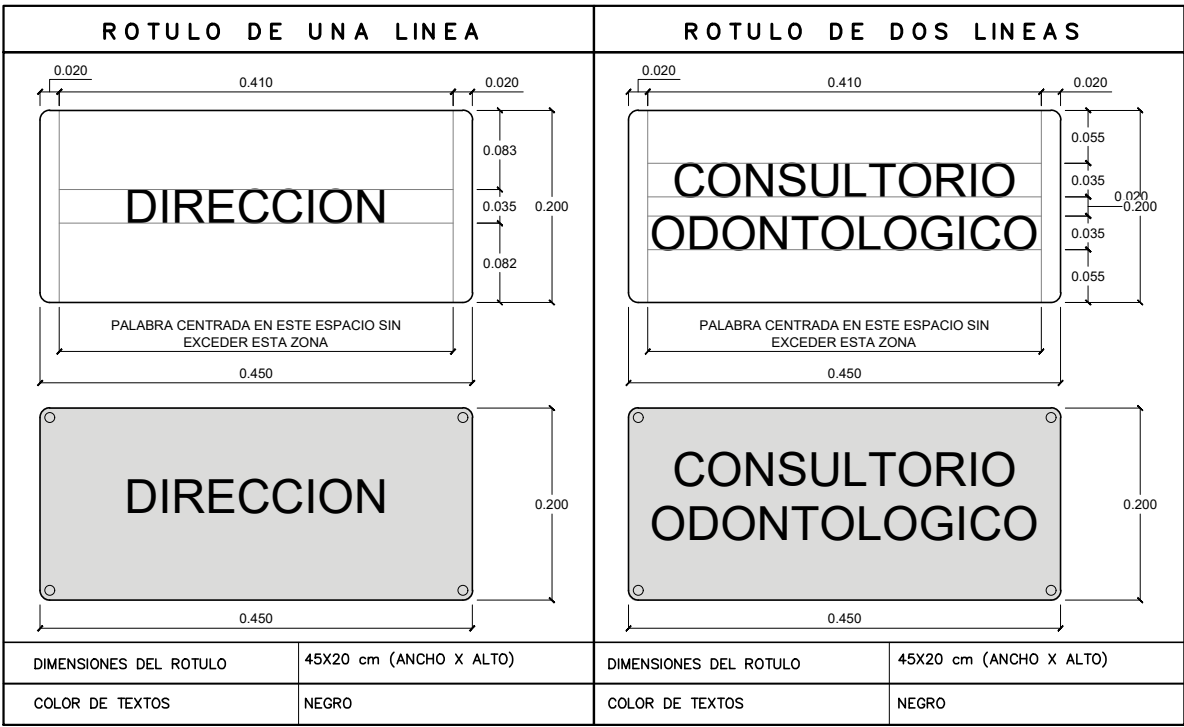 ROTULO DE UNA LINEA
0.020
0.410
0.020
0.083
0.035
0.082
0.200
DIRECCION
PALABRA CENTRADA EN ESTE ESPACIO SIN
EXCEDER ESTA ZONA
0.450
DIRECCION
0.200
0.450
DIMENSIONES DEL ROTULO
45X20 cm (ANCHO X ALTO)
COLOR DE TEXTOS
NEGRO
ROTULO DE DOS LINEAS
0.020
0.410
0.020
0.055
0.035
0.020
0.200
0.035
0.055
CONSULTORIO
ODONTOLOGICO
PALABRA CENTRADA EN ESTE ESPACIO SIN
EXCEDER ESTA ZONA
0.450
CONSULTORIO
ODONTOLOGICO
0.200
0.450
DIMENSIONES DEL ROTULO
45X20 cm (ANCHO X ALTO)
COLOR DE TEXTOS
NEGRO